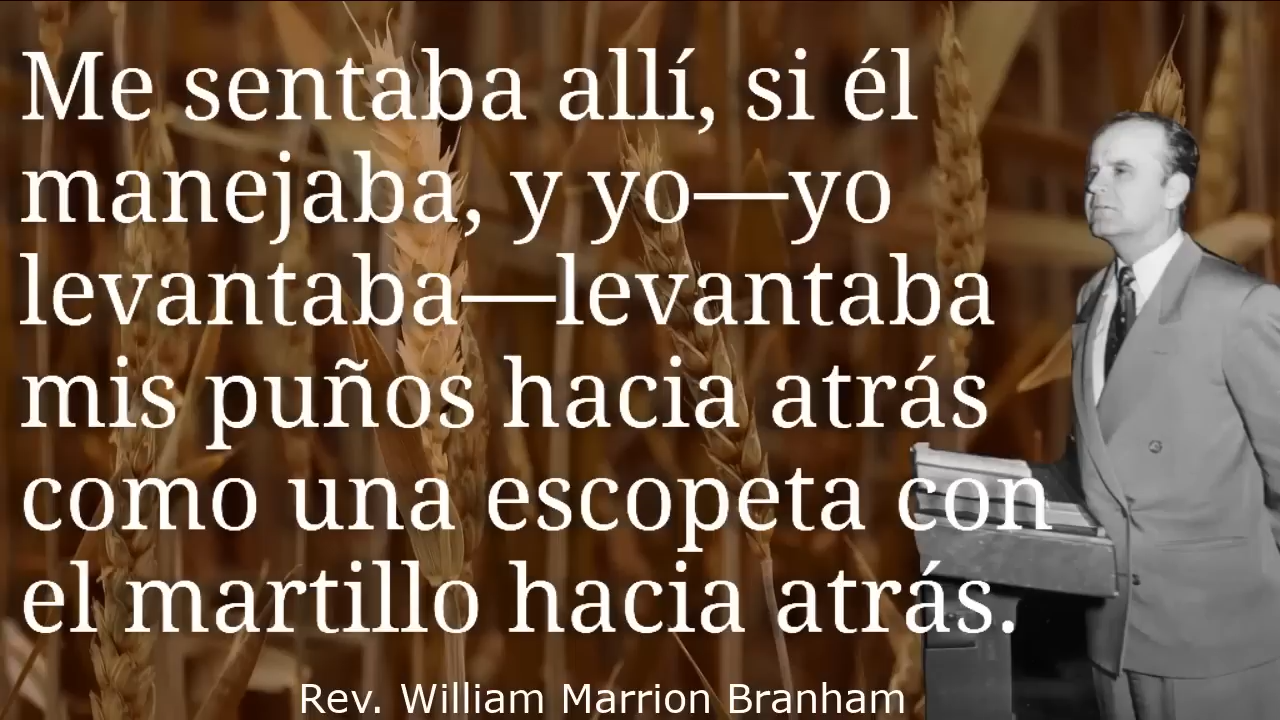 Me sentaba allí, si él
manejaba, y yo—yo
levantaba—levantaba
mis puños hacia atrás
como una escopeta con
el martillo hacia atrás.
Rev. William Marrion Branham